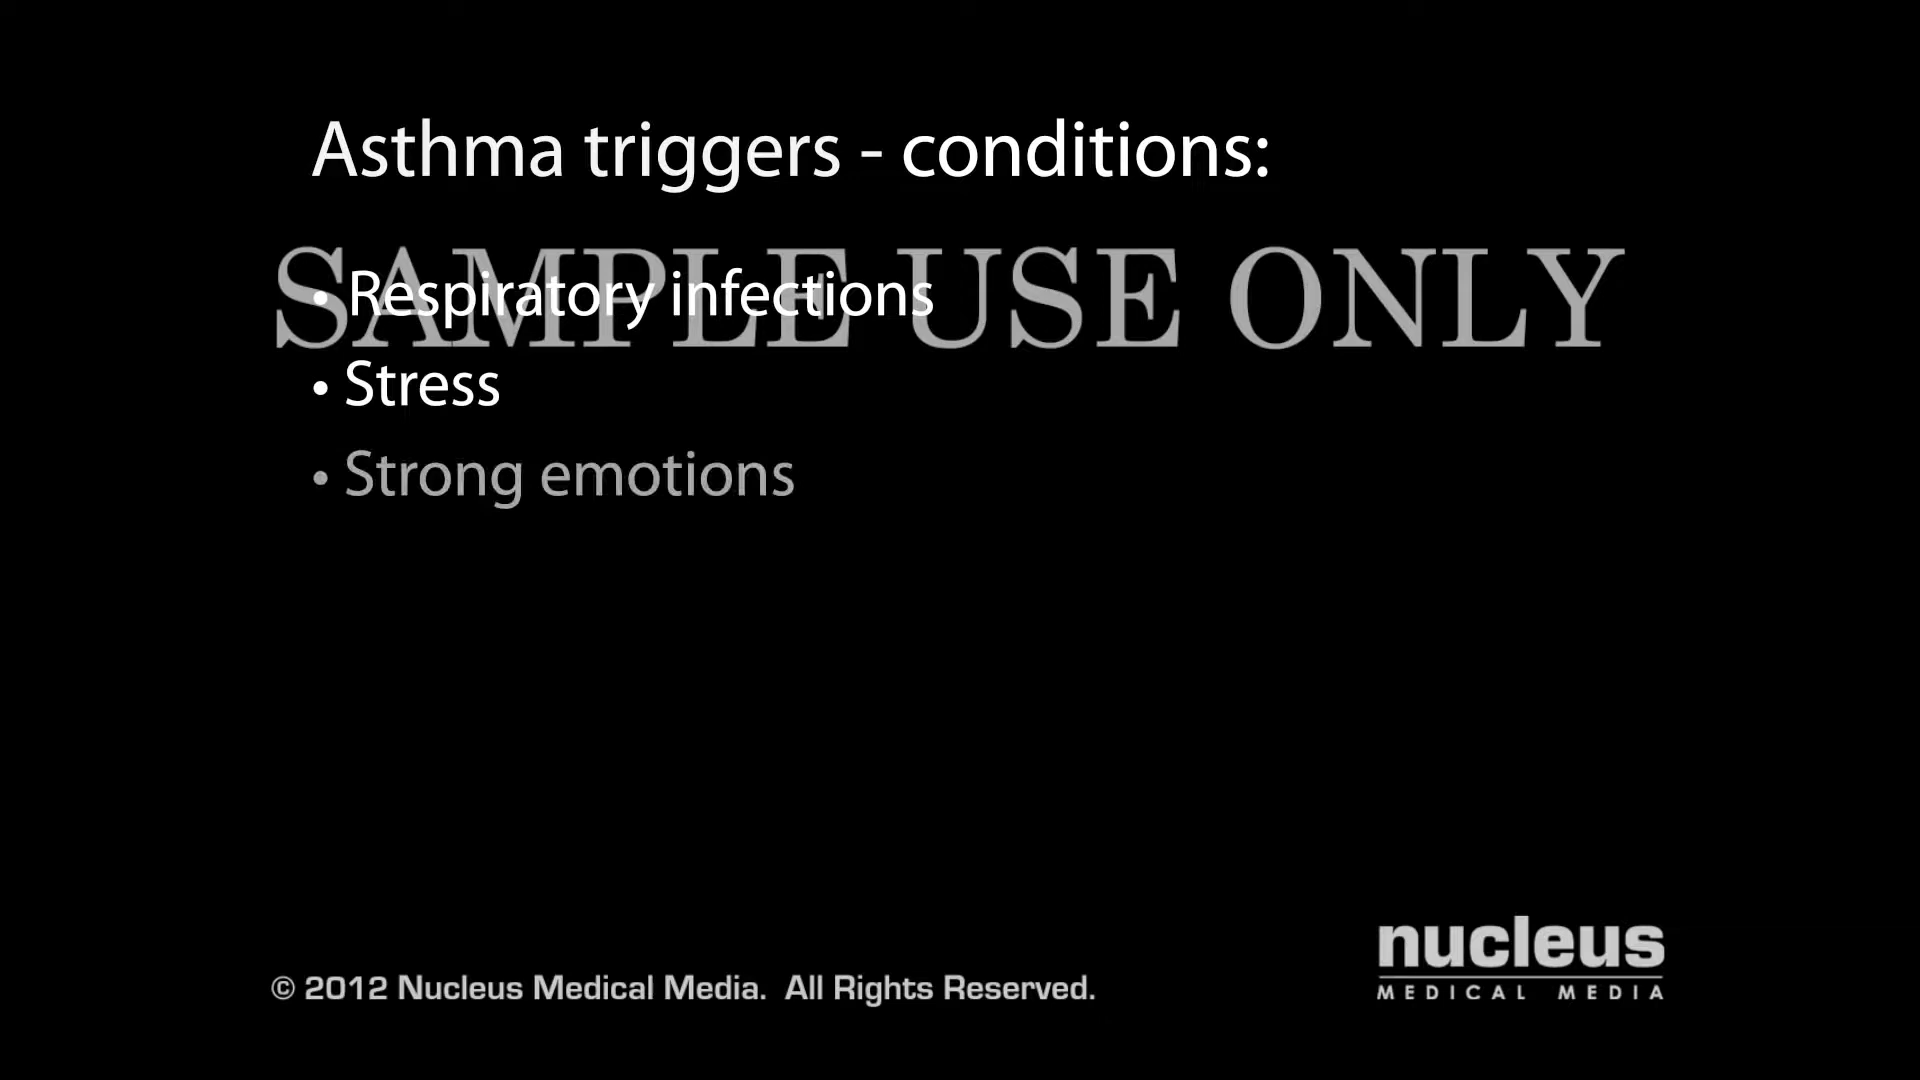 Asthma triggers - conditions:
SAMPLE USE ONLY
• Respiratory infections
• Stress
• Strong emotions
© 2012 Nucleus Medical Media. All Rights Reserved.
nucleus
MEDICAL MEDIA